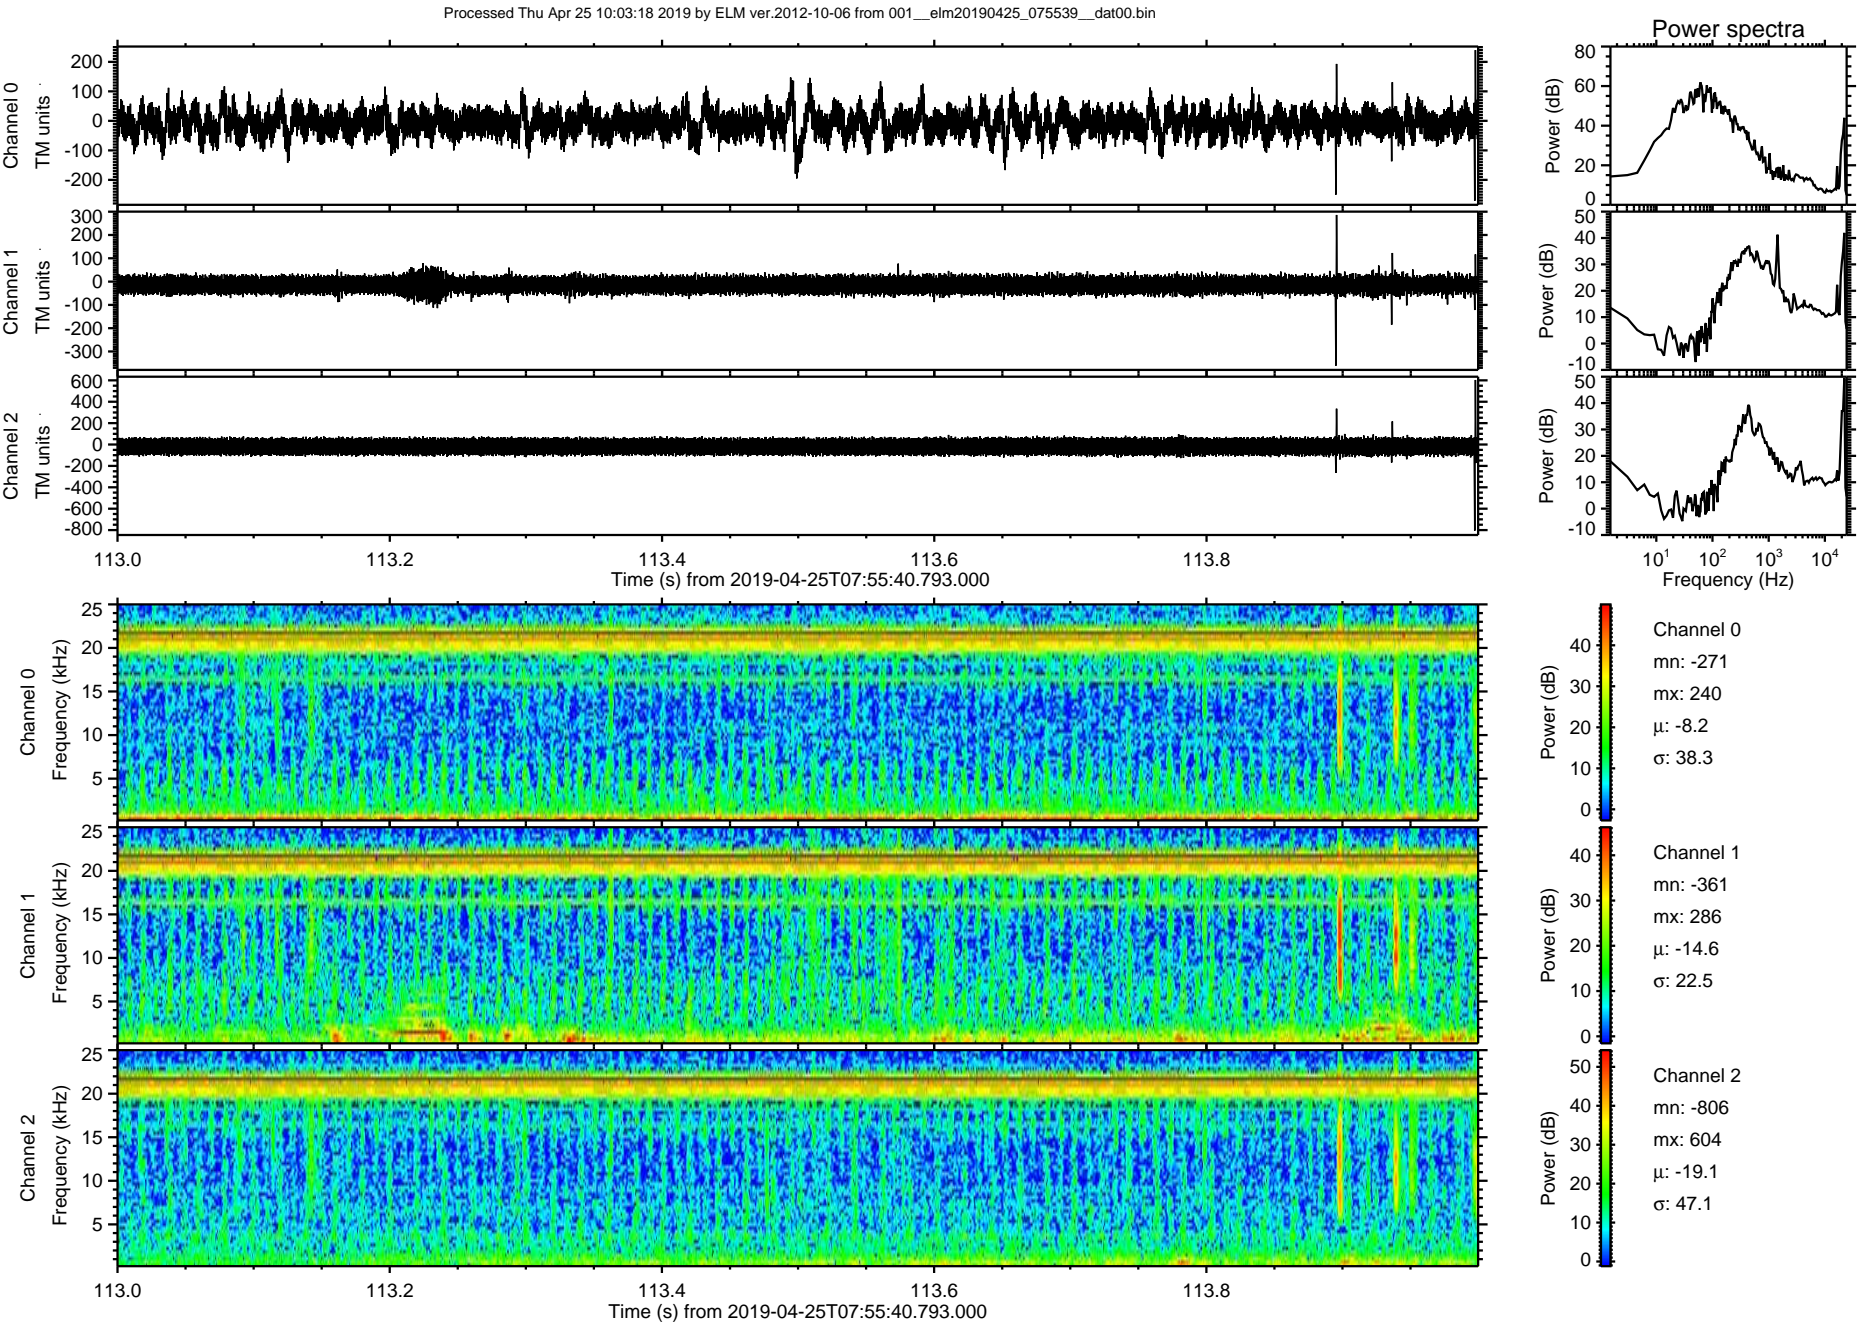 Processed Thu Apr 25 10:03:18 2019 by ELM ver.2012-10-06 from 001__elm20190425_075539__dat00.bin
Power spectra
Channel 0
TM units
200
100
0
-100
-200
Power (dB)
80
60
40
20
0
Channel 1
TM units
300
200
100
0
-100
-200
-300
Power (dB)
50
40
30
20
10
0
-10
Channel 2
TM units
600
400
200
0
-200
-400
-600
-800
Power (dB)
50
40
30
20
10
0
-10
113.0 113.2 113.4 113.6 113.8
Time (s) from 2019-04-25T07:55:40.793.000
10¹ 10² 10³ 10⁴
Frequency (Hz)
Channel 0
Frequency (kHz)
25
20
15
10
5
Power (dB)
40
30
20
10
0
Channel 0
mn: -271
mx: 240
μ: -8.2
σ: 38.3
Channel 1
Frequency (kHz)
25
20
15
10
5
Power (dB)
40
30
20
10
0
Channel 1
mn: -361
mx: 286
μ: -14.6
σ: 22.5
Channel 2
Frequency (kHz)
25
20
15
10
5
Power (dB)
50
40
30
20
10
0
Channel 2
mn: -806
mx: 604
μ: -19.1
σ: 47.1
113.0 113.2 113.4 113.6 113.8
Time (s) from 2019-04-25T07:55:40.793.000